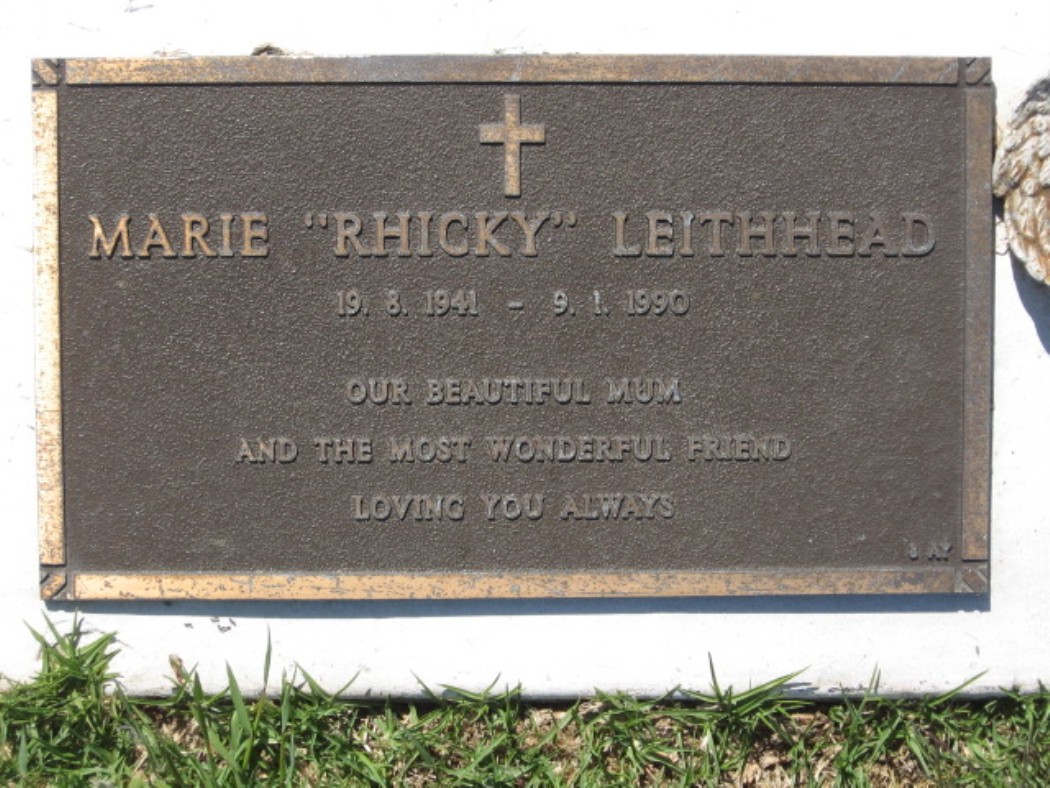 MARIE "RHICKY" LEITHHEAD
19. 8. 1941 - 9. 1. 1990
OUR BEAUTIFUL MUM
AND THE MOST WONDERFUL FRIEND
LOVING YOU ALWAYS